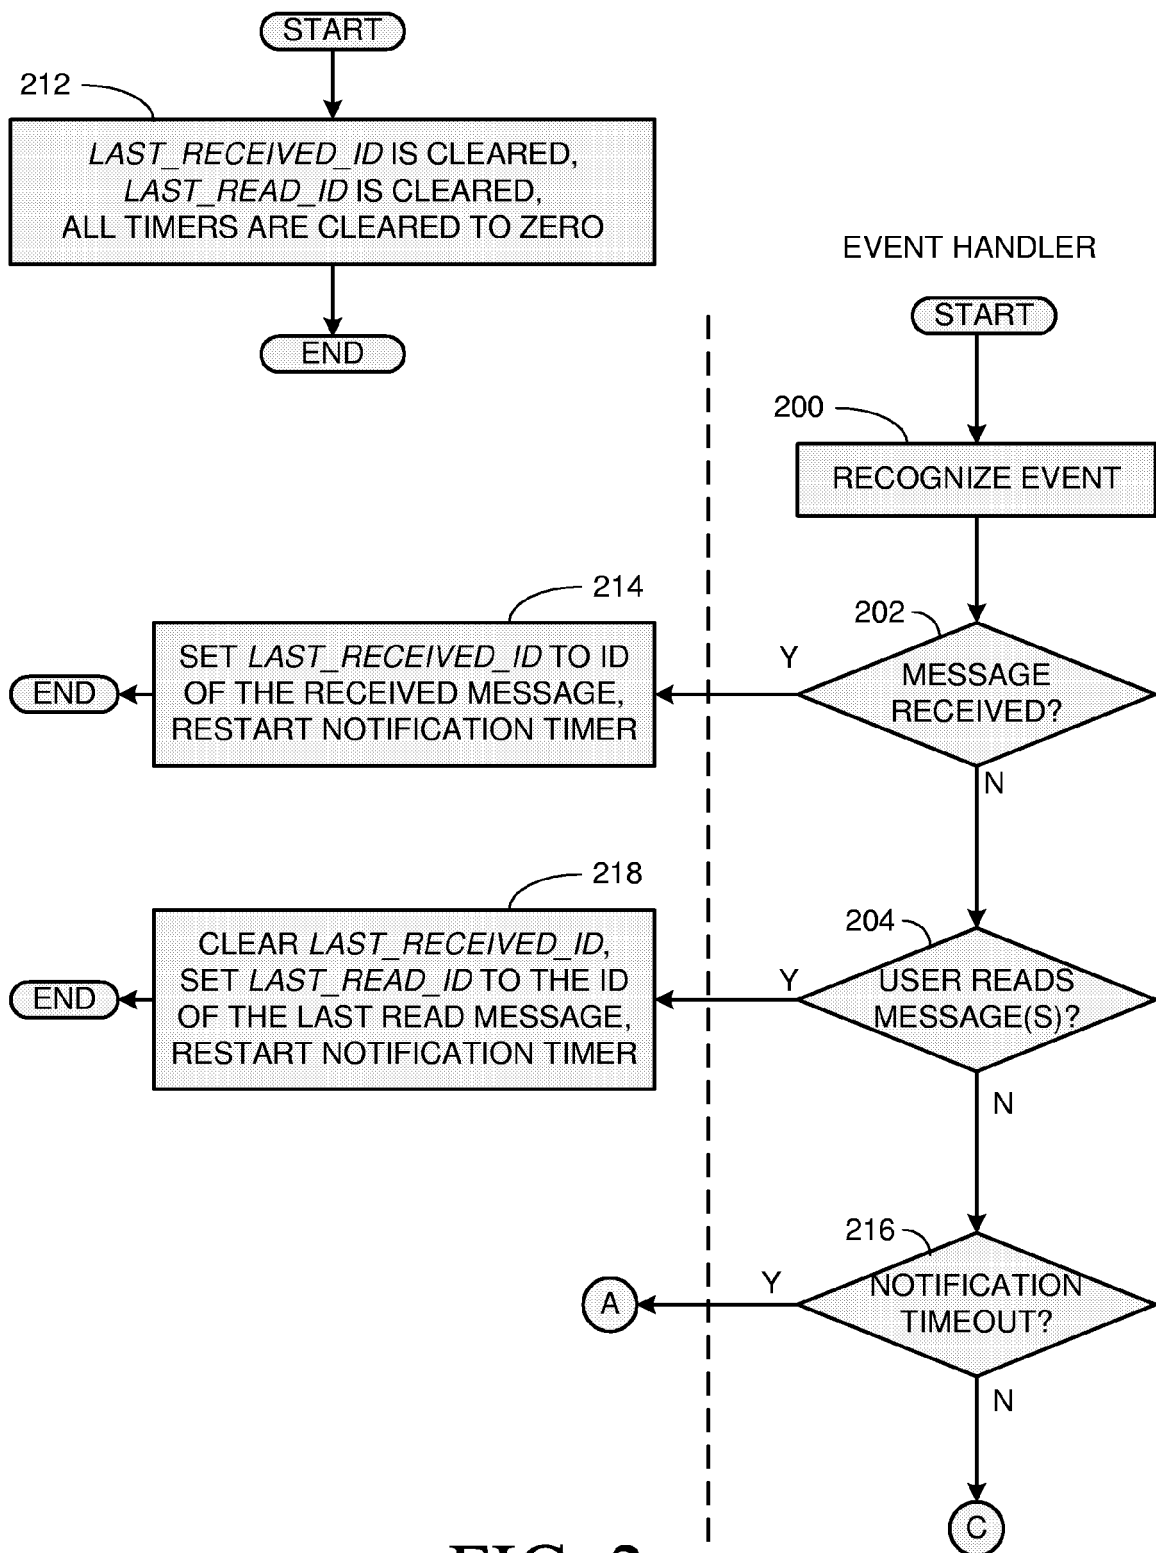 START
212
LAST_RECEIVED_ID IS CLEARED,
LAST_READ_ID IS CLEARED,
ALL TIMERS ARE CLEARED TO ZERO
END
EVENT HANDLER
START
200
RECOGNIZE EVENT
202
MESSAGE
RECEIVED?
Y
N
214
SET LAST_RECEIVED_ID TO ID
OF THE RECEIVED MESSAGE,
RESTART NOTIFICATION TIMER
END
204
USER READS
MESSAGE(S)?
Y
N
218
CLEAR LAST_RECEIVED_ID,
SET LAST_READ_ID TO THE ID
OF THE LAST READ MESSAGE,
RESTART NOTIFICATION TIMER
END
216
NOTIFICATION
TIMEOUT?
Y
A
N
C